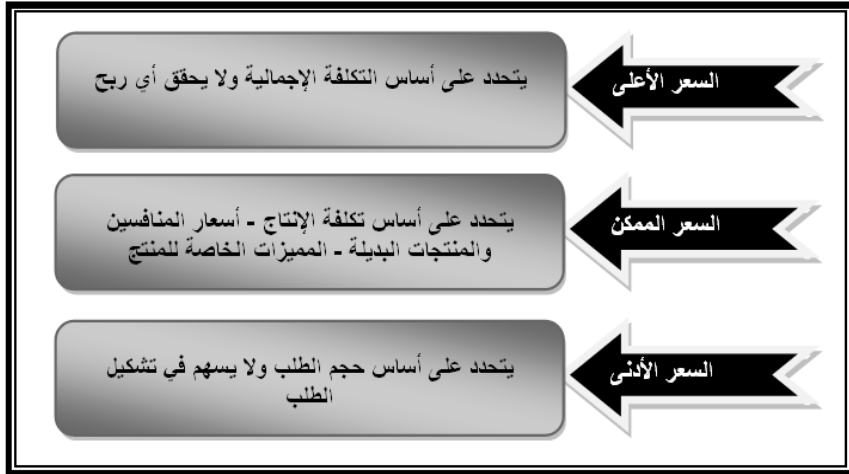 السعر الأعلى
يتحدد على أساس التكلفة الإجمالية ولا يحقق أي ربح
السعر الممكن
يتحدد على أساس تكلفة الإنتاج - أسعار المنافسين
والمنتجات البديلة - المميزات الخاصة للمنتج
السعر الأدنى
يتحدد على أساس حجم الطلب ولا يسهم في تشكيل
الطلب